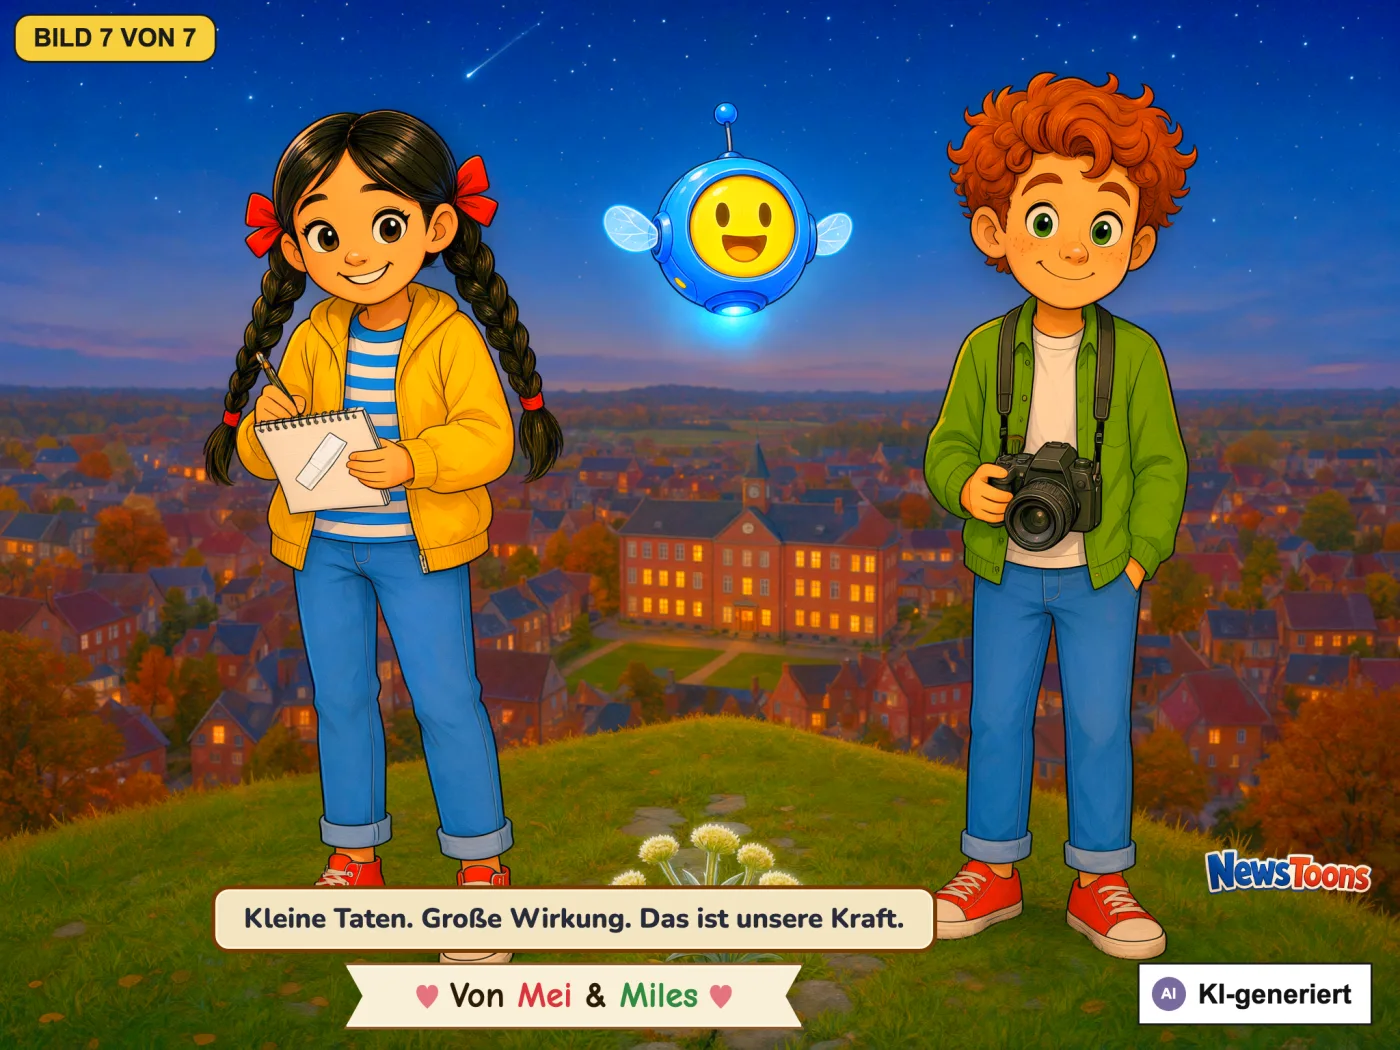 BILD 7 VON 7
NewsToons
Kleine Taten. Große Wirkung. Das ist unsere Kraft.
Von Mei & Miles
AI KI-generiert